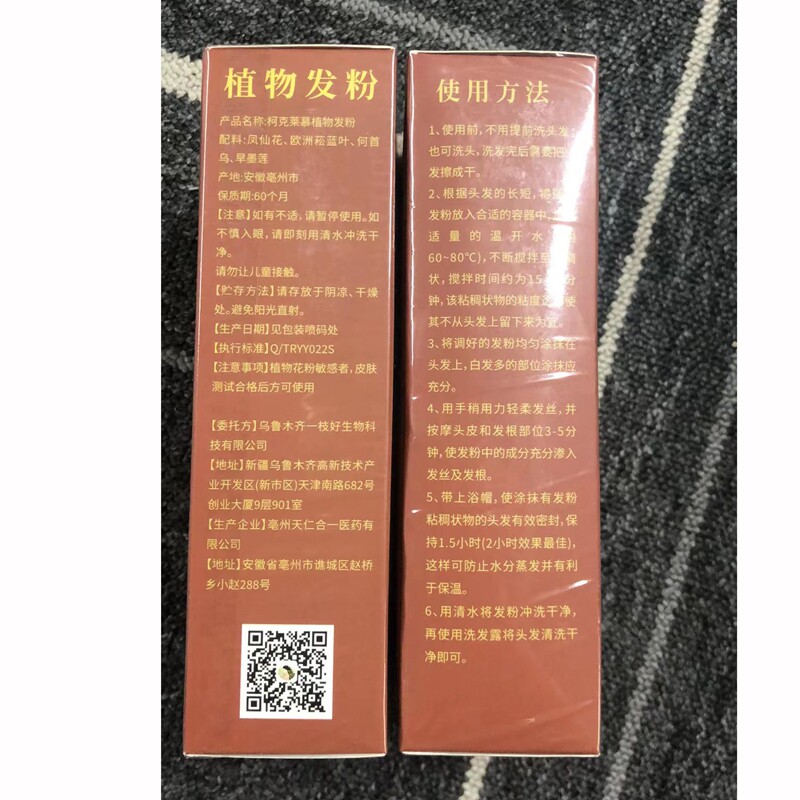 植物发粉
产品名称:柯克莱慕植物发粉
配料:凤仙花、欧洲菘蓝叶、何首
乌、旱墨莲
产地:安徽亳州市
保质期:60个月
【注意】如有不适,请暂停使用。如
不慎入眼,请即刻用清水冲洗干
净。
请勿让儿童接触。
【贮存方法】请存放于阴凉、干燥
处。避免阳光直射。
【生产日期】见包装喷码处
【执行标准】Q/TRYY022S
【注意事项】植物花粉敏感者,皮肤
测试合格后方可使用
【委托方】乌鲁木齐一枝好生物科
技有限公司
【地址】新疆乌鲁木齐高新技术产
业开发区(新市区)天津南路682号
创业大厦9层901室
【生产企业】亳州天仁合一医药有
限公司
【地址】安徽省亳州市谯城区赵桥
乡小赵288号
使用方法
1、使用前,不用提前洗头发;
也可洗头,洗发完后需要把
发擦成干。
2、根据头发的长短,将
发粉放入合适的容器中,
适量的温开水
60~80℃),不断搅拌至
状,搅拌时间约为15
钟,该粘稠状物的粘度 使
其不从头发上留下来为宜。
3、将调好的发粉均匀涂抹在
头发上,白发多的部位涂抹应
充分。
4、用手稍用力轻柔发丝,并
按摩头皮和发根部位3-5分
钟,使发粉中的成分充分渗入
发丝及发根。
5、带上浴帽,使涂抹有发粉
粘稠状物的头发有效密封,保
持1.5小时(2小时效果最佳),
这样可防止水分蒸发并有利
于保温。
6、用清水将发粉冲洗干净,
再使用洗发露将头发清洗干
净即可。